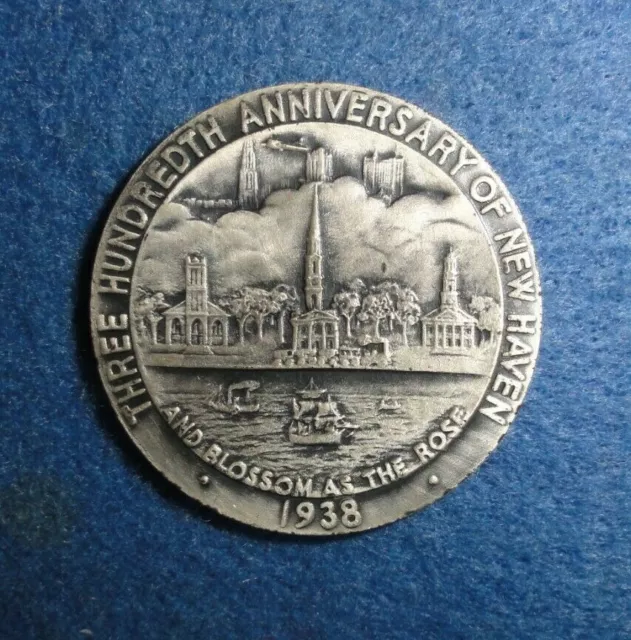 THREE HUNDREDTH ANNIVERSARY OF NEW HAVEN
AND BLOSSOM AS THE ROSE
1938